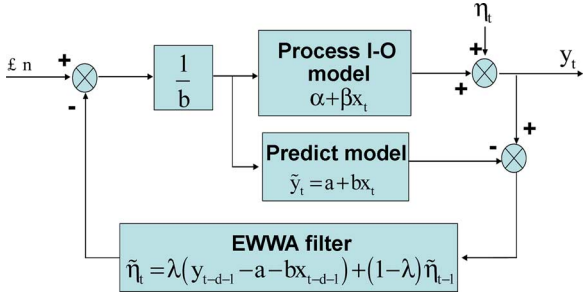 η_t
+
£ n
+
-
1/b
Process I-O
model
α+βx_t
+
+
y_t
Predict model
ỹ_t = a+bx_t
-
+
EWWA filter
η̃_t = λ(y_{t-d-1} -a-bx_{t-d-1})+(1-λ)η̃_{t-1}